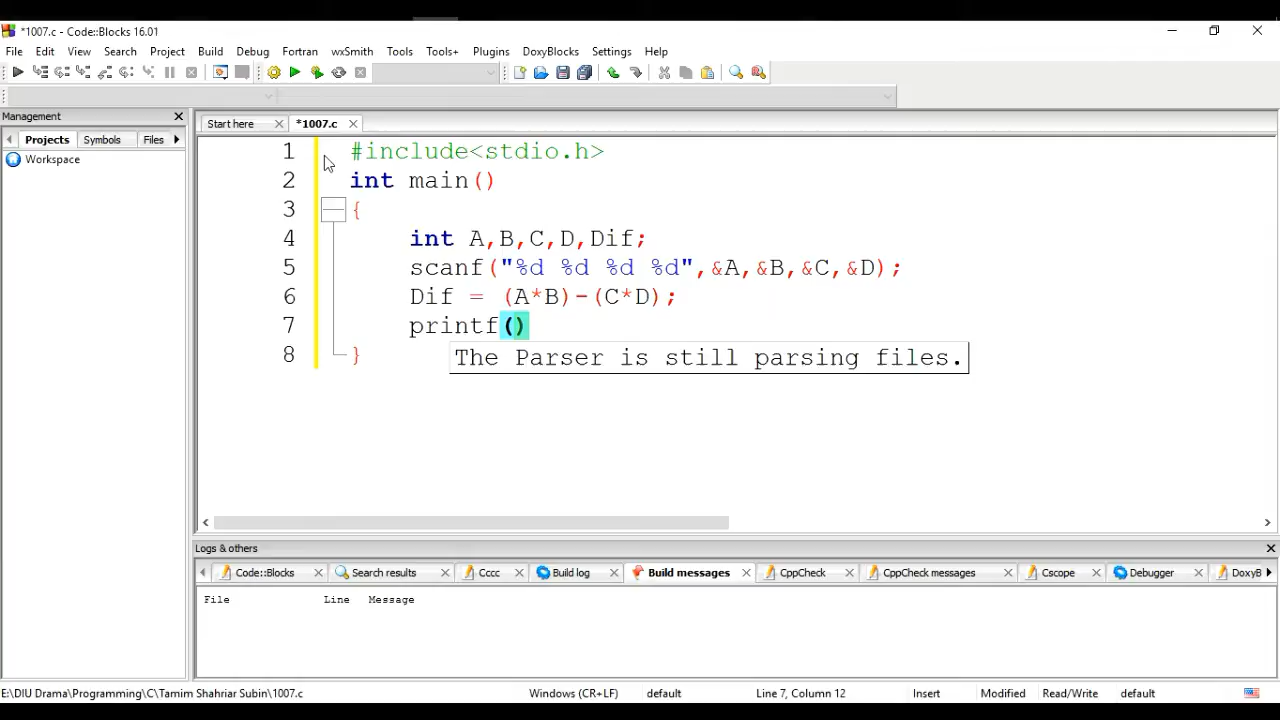 *1007.c - Code::Blocks 16.01
File Edit View Search Project Build Debug Fortran wxSmith Tools Tools+ Plugins DoxyBlocks Settings Help
Management
Projects Symbols Files
Workspace
Start here *1007.c
1 #include<stdio.h>
2 int main()
3 {
4 int A,B,C,D,Dif;
5 scanf("%d %d %d %d",&A,&B,&C,&D);
6 Dif = (A*B)-(C*D);
7 printf()
The Parser is still parsing files.
8 }
Logs & others
Code::Blocks Search results Cccc Build log Build messages CppCheck CppCheck messages Cscope Debugger DoxyB
File Line Message
E:\DIU Drama\Programming\C\Tamim Shahriar Subin\1007.c Windows (CR+LF) default Line 7, Column 12 Insert Modified Read/Write default